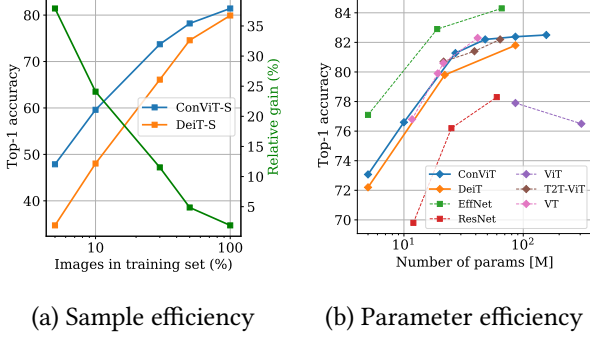 80
70
60
50
40
Top-1 accuracy
ConViT-S
DeiT-S
35
30
25
20
15
10
5
Relative gain (%)
10
100
Images in training set (%)
84
82
80
78
76
74
72
70
Top-1 accuracy
ConViT
DeiT
EffNet
ResNet
ViT
T2T-ViT
VT
10¹
10²
Number of params [M]
(a) Sample efficiency
(b) Parameter efficiency